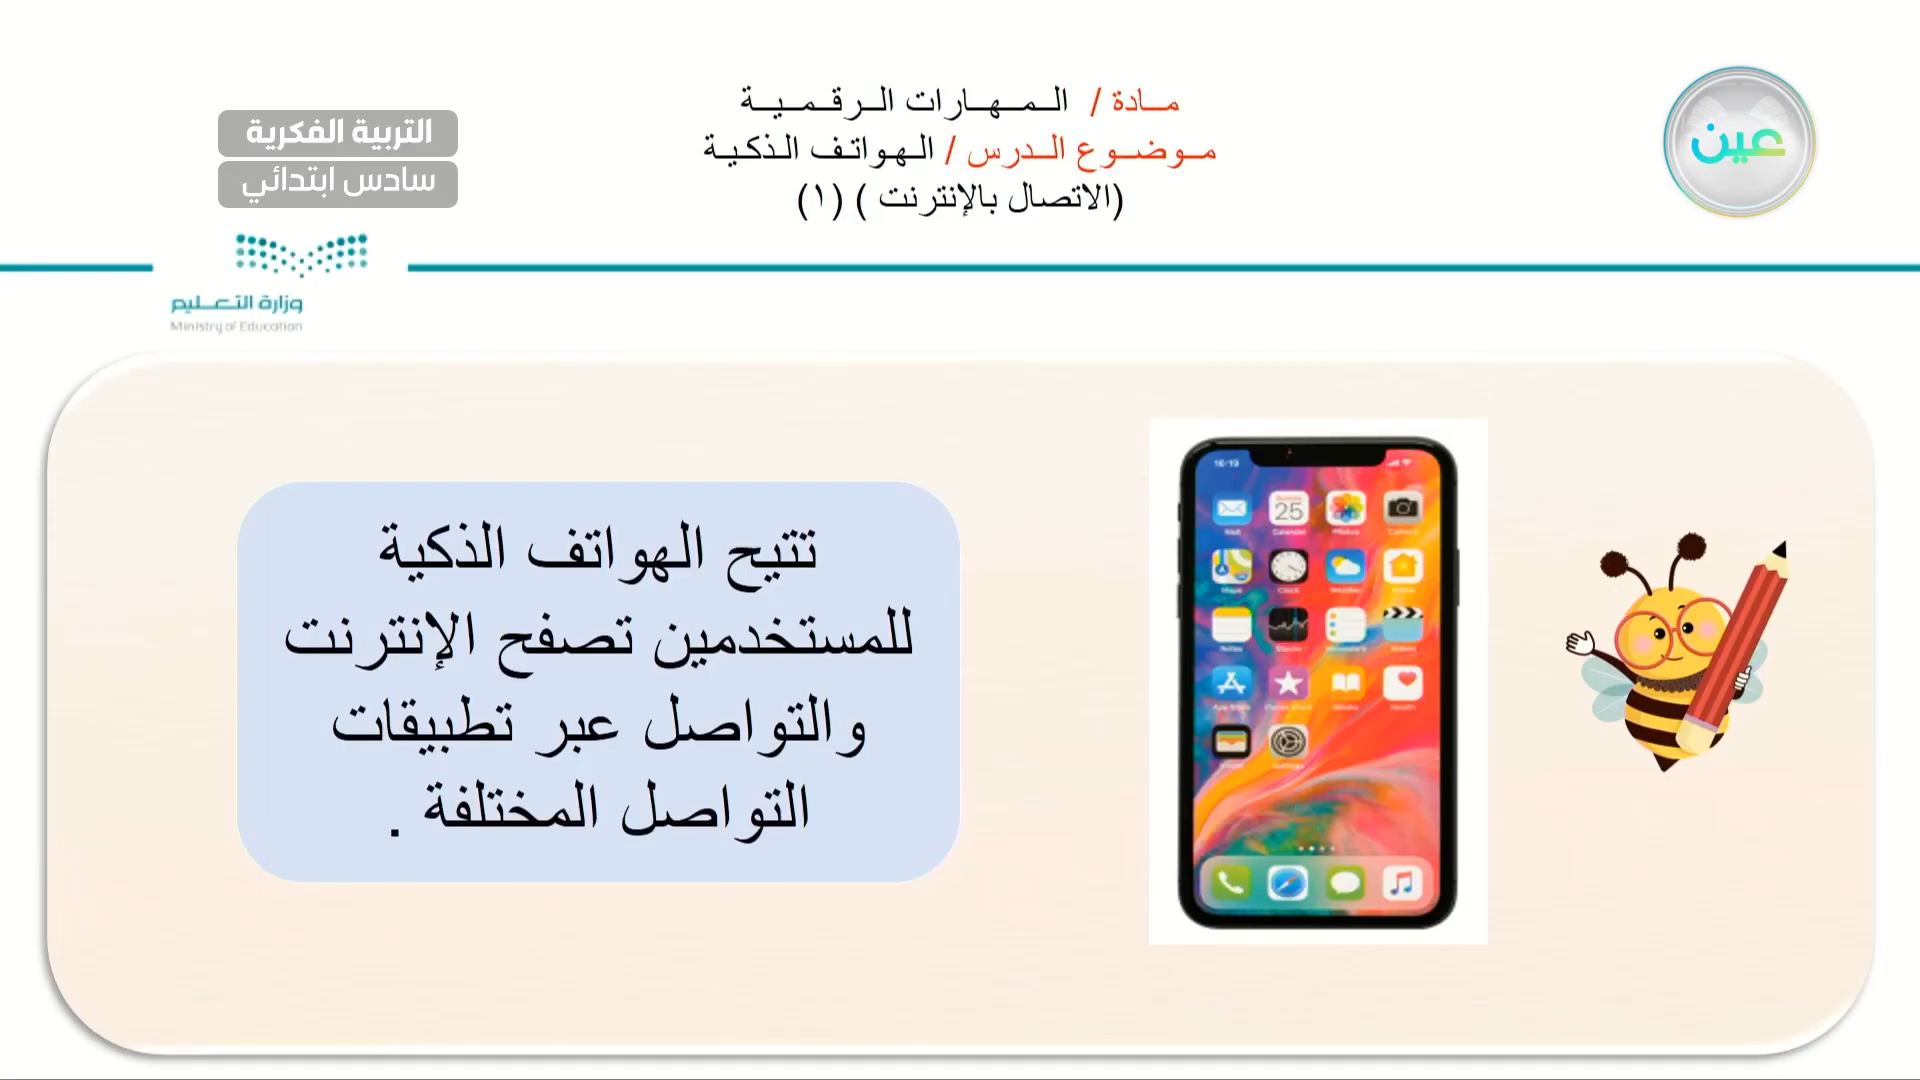 مادة / المهارات الرقمية
موضوع الدرس / الهواتف الذكية
(الاتصال بالإنترنت ) (١)
عين
التربية الفكرية
سادس ابتدائي
وزارة التعليم
Ministry of Education
تتيح الهواتف الذكية
للمستخدمين تصفح الإنترنت
والتواصل عبر تطبيقات
التواصل المختلفة .
25